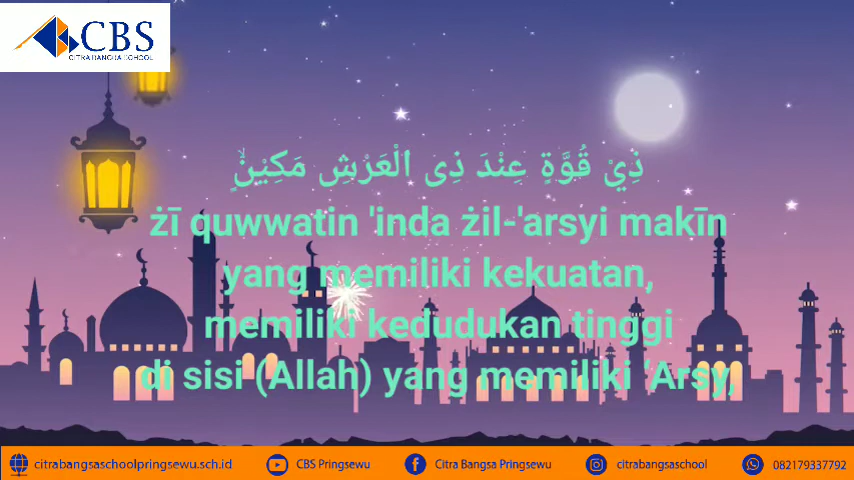 CBS
CITRA BANGSA SCHOOL
ذِيْ قُوَّةٍ عِنْدَ ذِى الْعَرْشِ مَكِيْنٍۙ
żī quwwatin 'inda żil-'arsyi makīn
yang memiliki kekuatan,
memiliki kedudukan tinggi
di sisi (Allah) yang memiliki 'Arsy,
citrabangsaschoolpringsewu.sch.id
CBS Pringsewu
Citra Bangsa Pringsewu
citrabangsaschool
082179337792